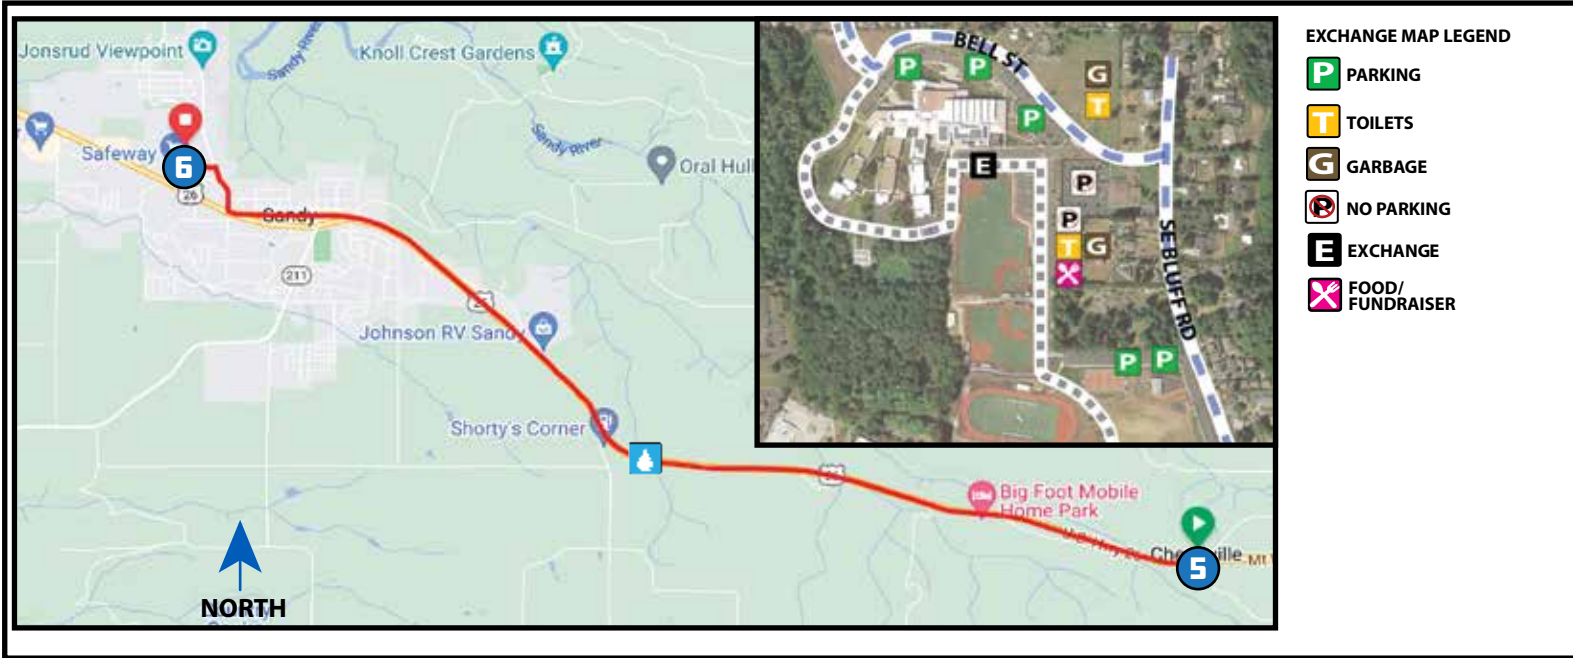 Jonsrud Viewpoint
Knoll Crest Gardens
Sandy River
Safeway
6
26
Sandy
Sandy River
Oral Hull
211
26
Johnson RV Sandy
Shorty's Corner
Big Foot Mobile
Home Park
5
NORTH
BELL ST
P
P
G
T
P
E
P
P
T
G
SE BLUFF RD
P
P
EXCHANGE MAP LEGEND
P PARKING
T TOILETS
G GARBAGE
P NO PARKING
E EXCHANGE
FOOD/
FUNDRAISER